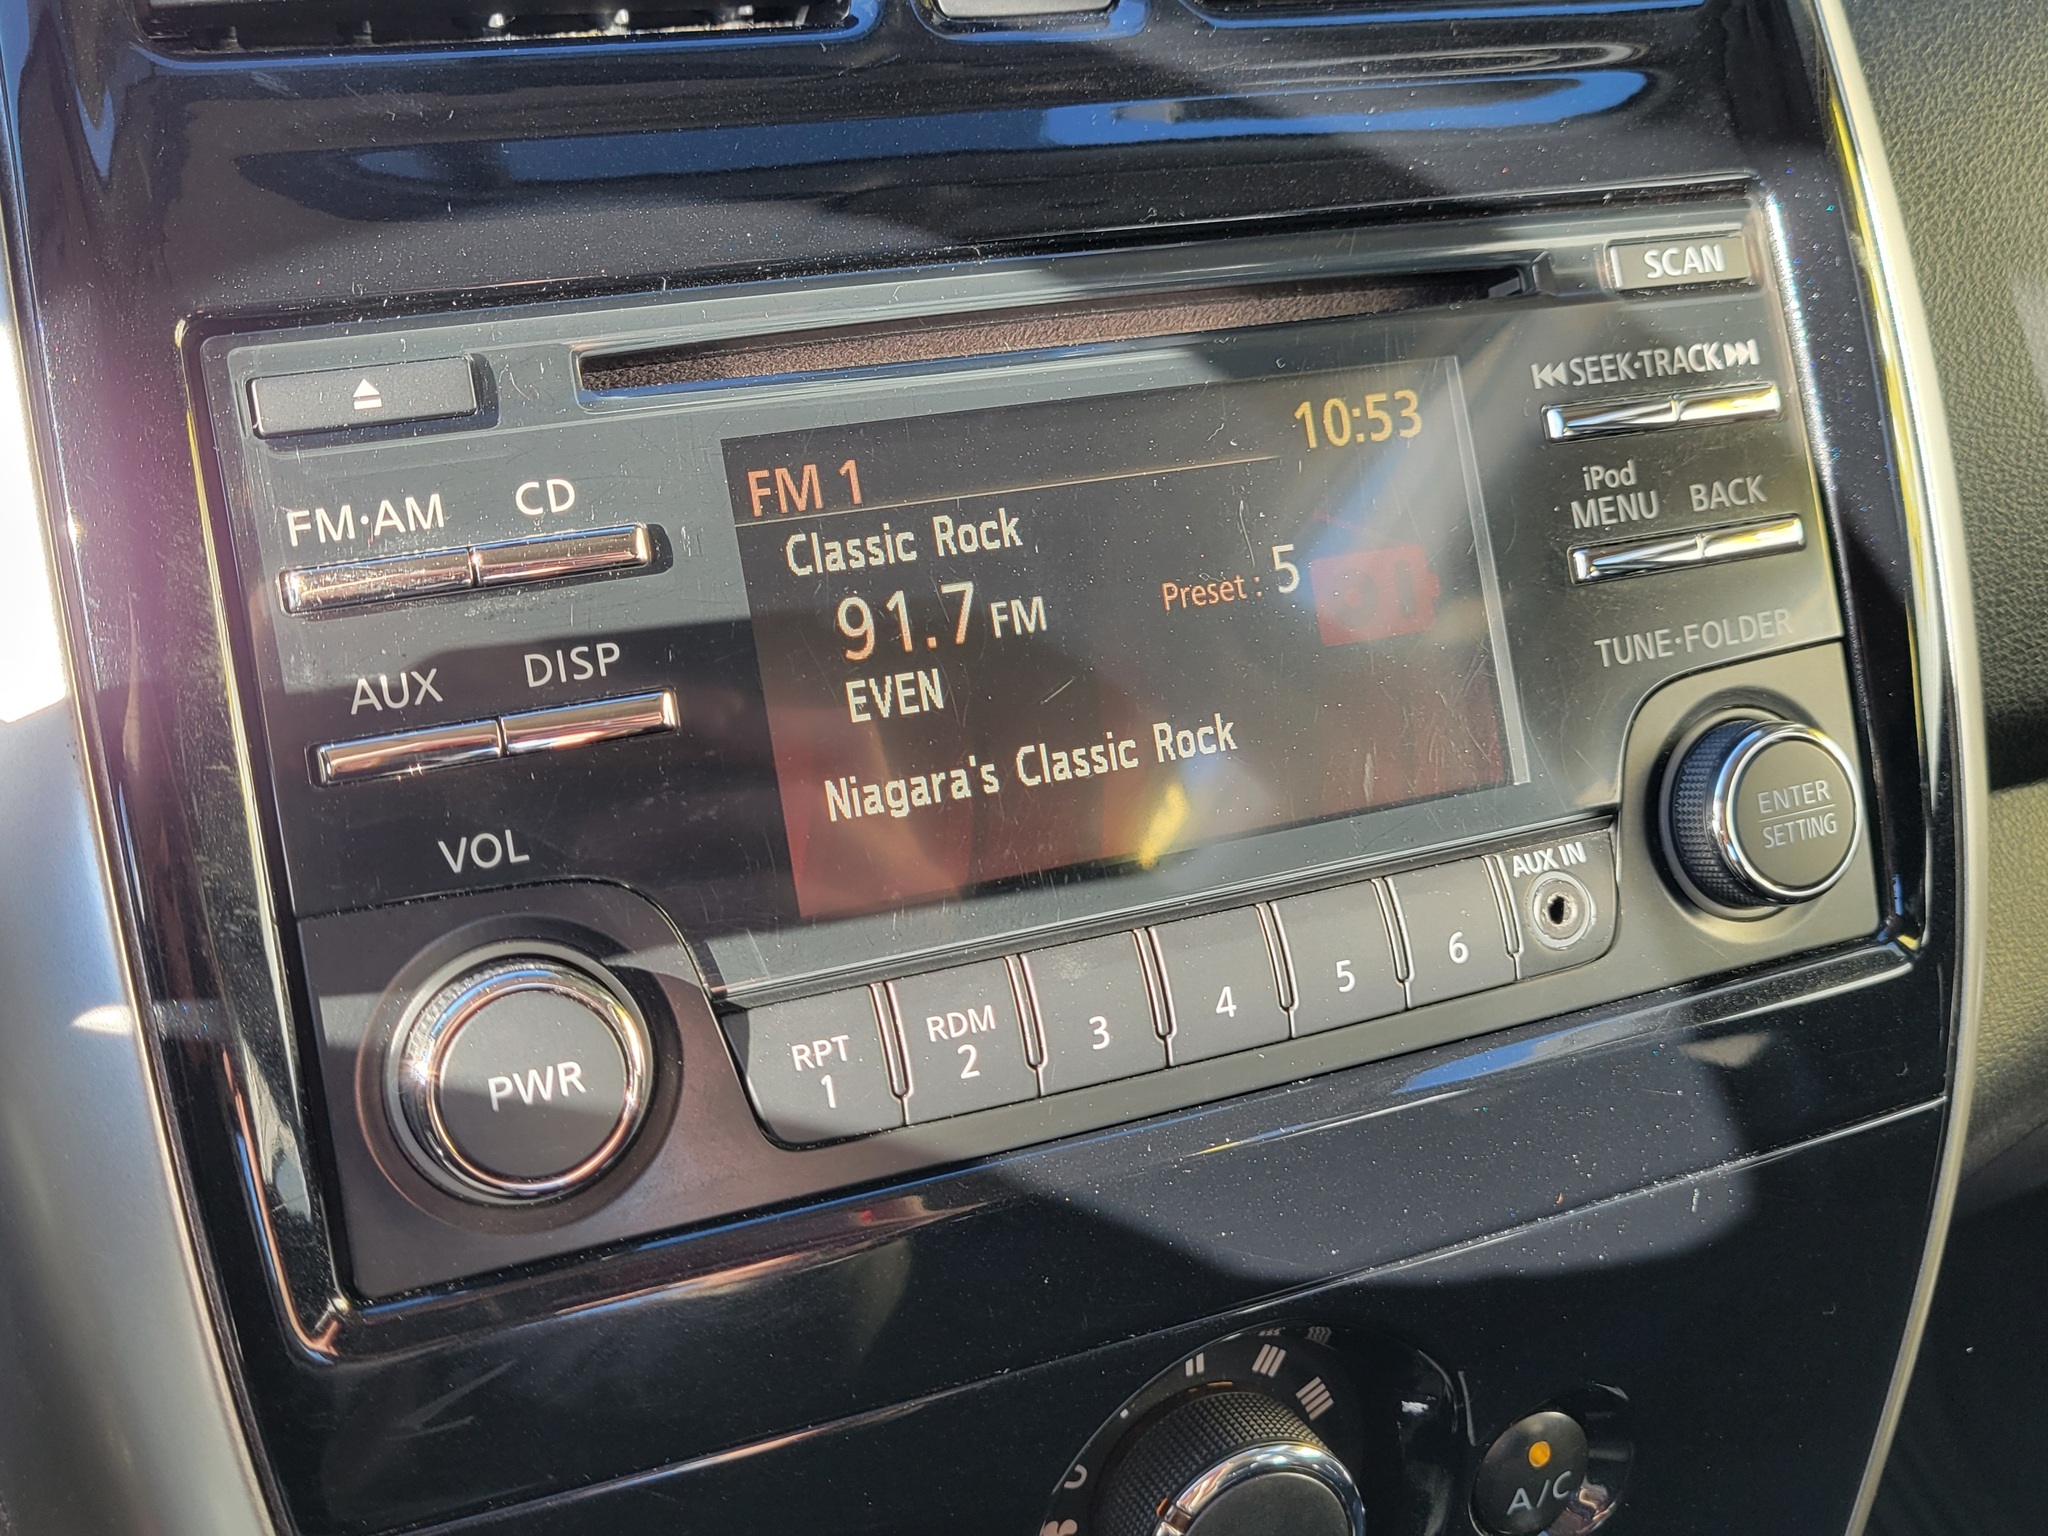 SCAN
SEEK·TRACK
10:53
FM 1
CD
FM·AM
iPod
MENU BACK
Classic Rock
91.7 FM
Preset : 5
TUNE·FOLDER
DISP
AUX
EVEN
Niagara's Classic Rock
ENTER
SETTING
VOL
AUX IN
PWR
RPT
1
RDM
2
3
4
5
6
A/C